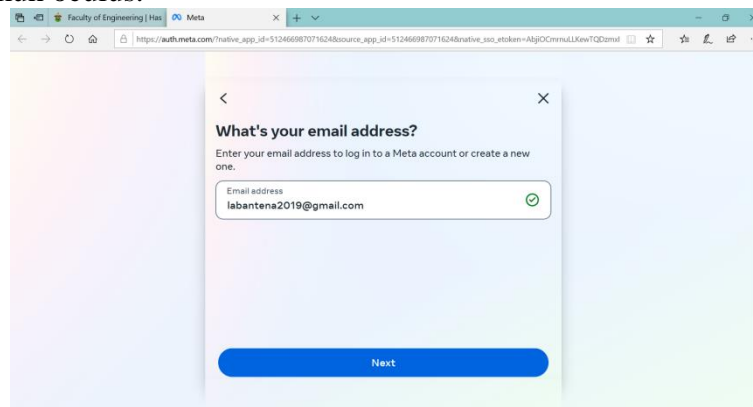 Faculty of Engineering | Has
Meta
https://auth.meta.com/?native_app_id=512466987071624&source_app_id=512466987071624&native_sso_etoken=
What's your email address?
Enter your email address to log in to a Meta account or create a new
one.
Email address
labantena2019@gmail.com
Next